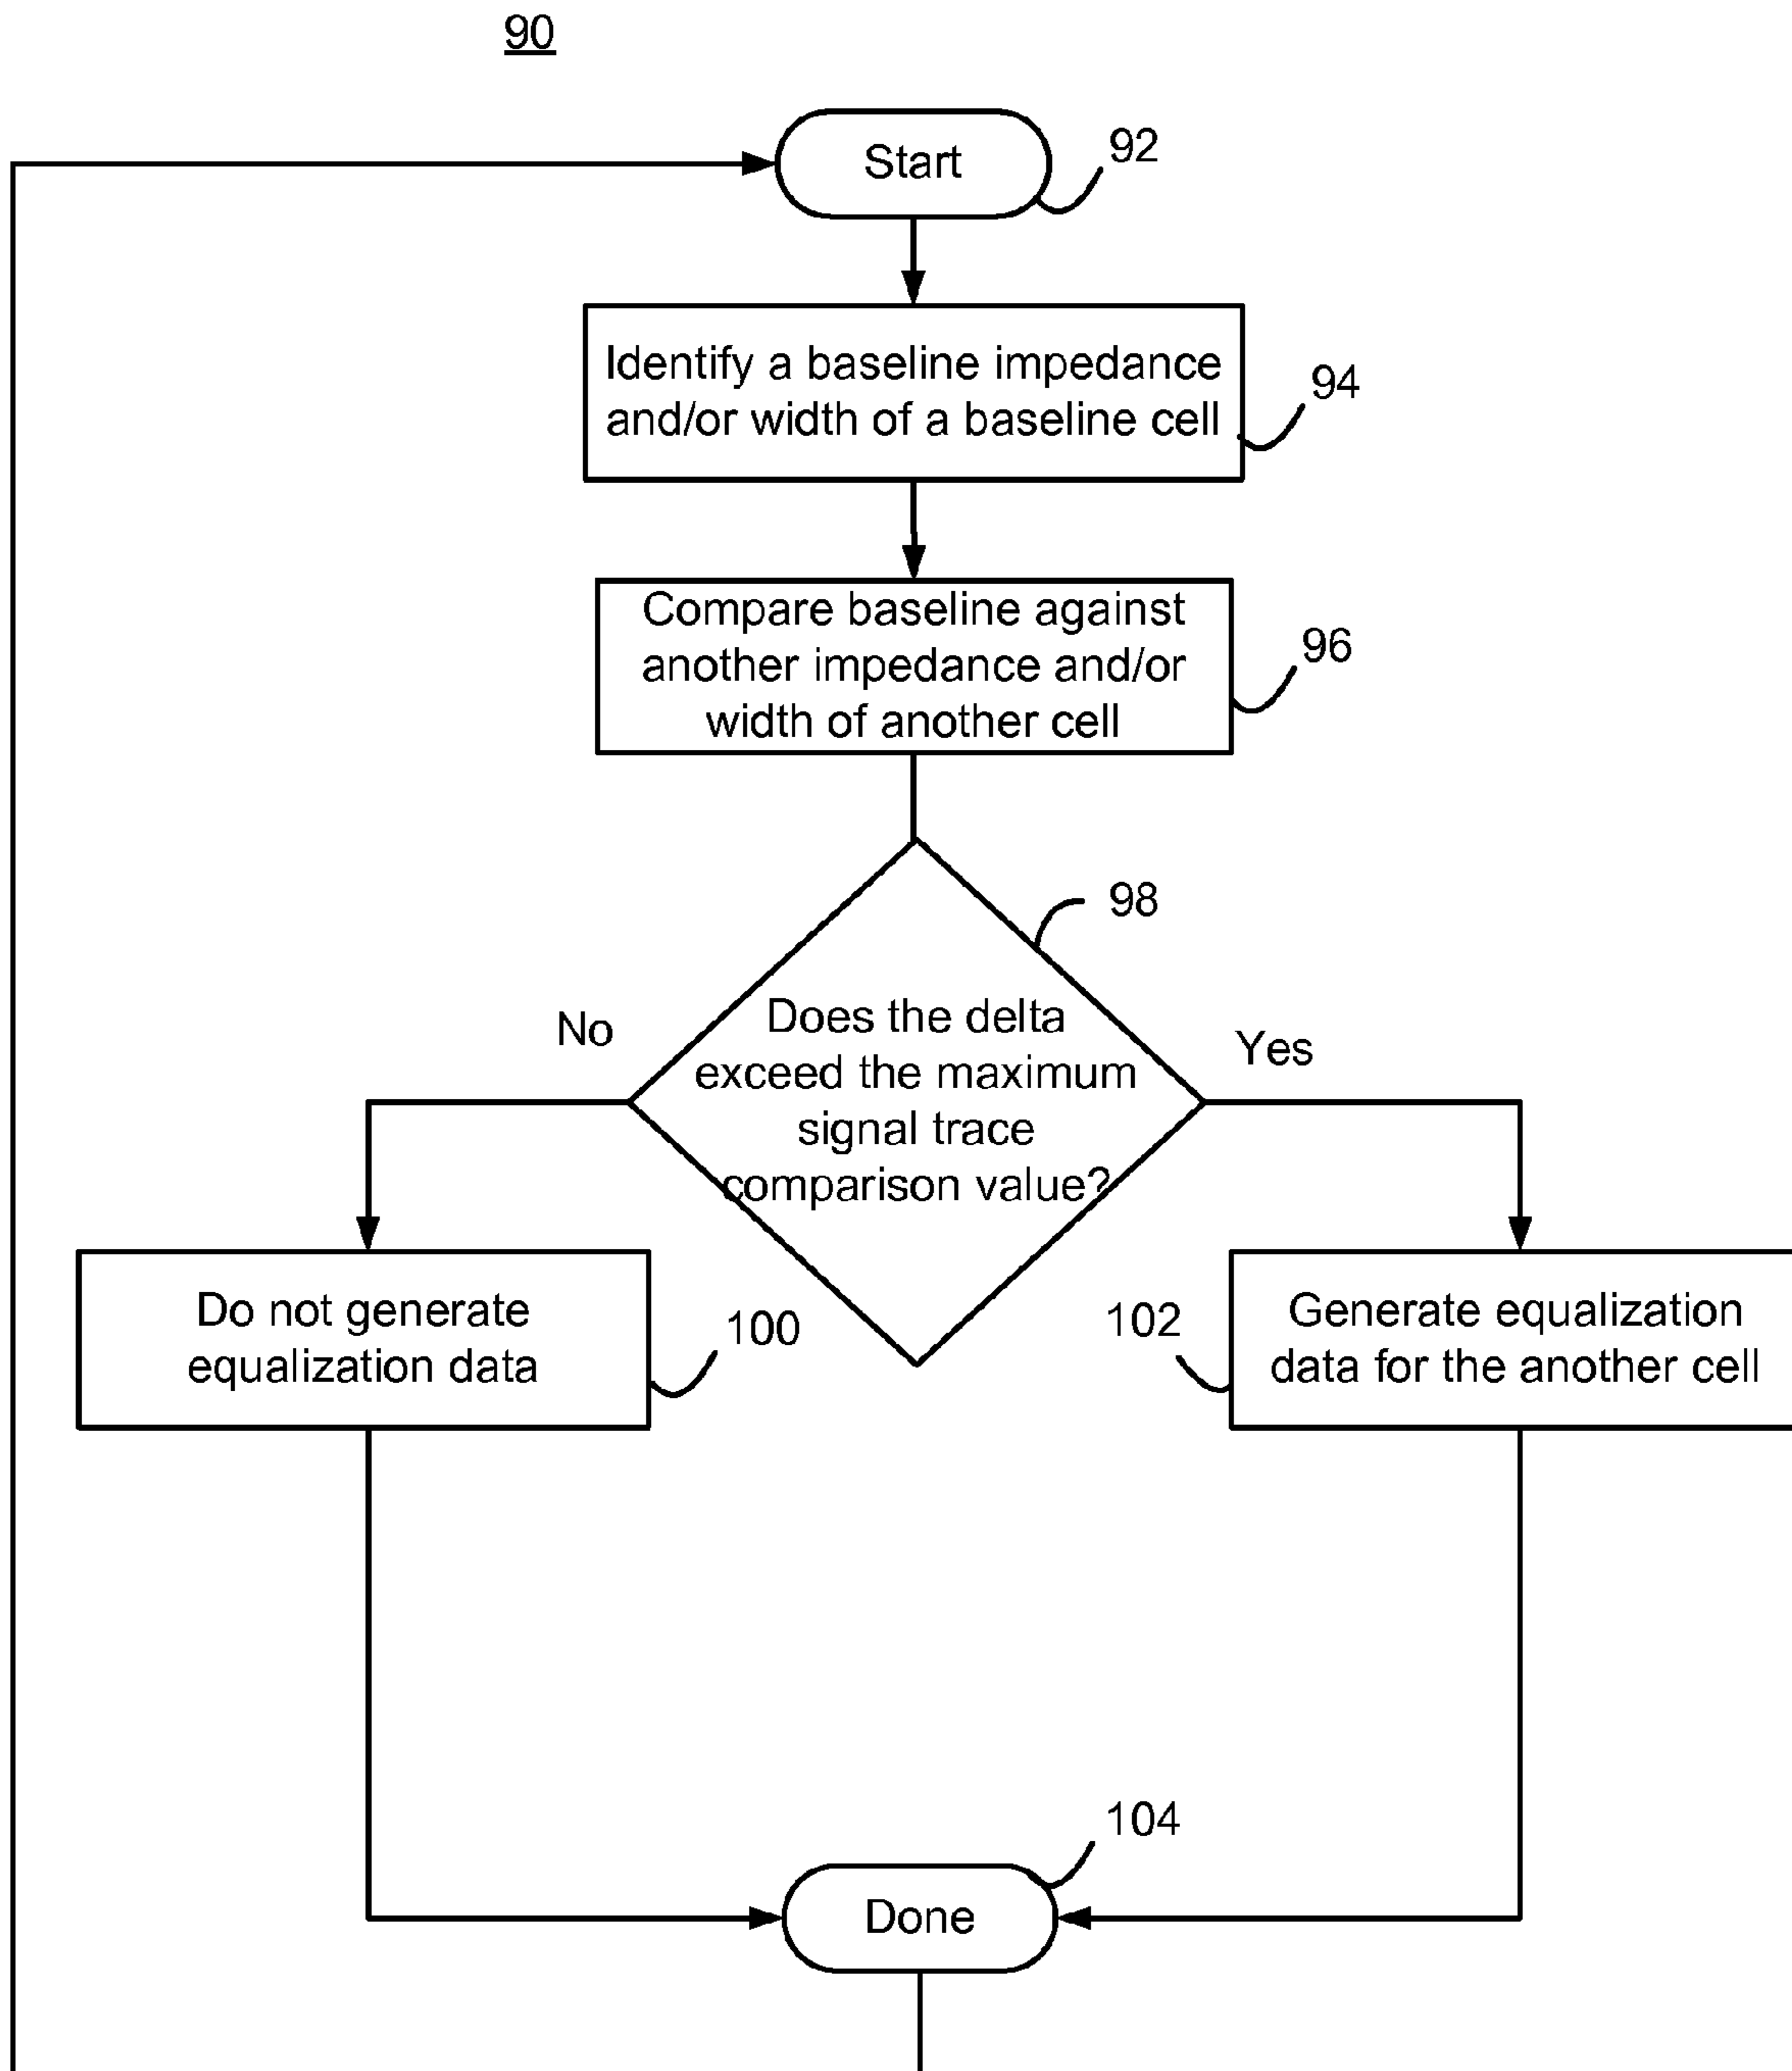 90
Start
92
Identify a baseline impedance
and/or width of a baseline cell
94
Compare baseline against
another impedance and/or
width of another cell
96
98
Does the delta
exceed the maximum
signal trace
comparison value?
No
Yes
Do not generate
equalization data
100
102
Generate equalization
data for the another cell
104
Done